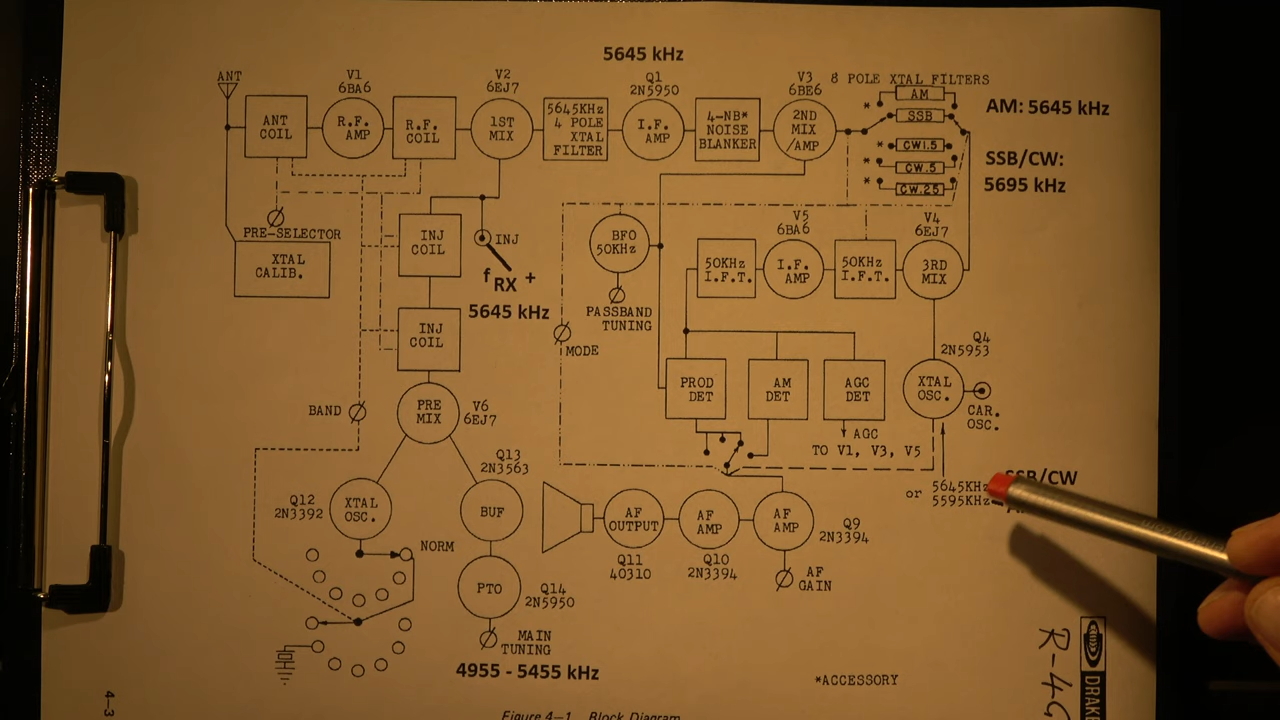 5645 kHz
ANT
V1
6BA6
V2
6EJ7
Q1
2N5950
V3
6BE6
8 POLE XTAL FILTERS
ANT
COIL
R.F.
AMP
R.F.
COIL
1ST
MIX
5645KHz
4 POLE
XTAL
FILTER
I.F.
AMP
4-NB*
NOISE
BLANKER
2ND
MIX
/AMP
* AM
SSB
* CW1.5
* CW.5
* CW.25
AM: 5645 kHz
SSB/CW:
5695 kHz
PRE-SELECTOR
XTAL
CALIB.
INJ
COIL
INJ
fRX +
5645 kHz
BFO
50KHz
PASSBAND
TUNING
V5
6BA6
V4
6EJ7
50KHz
I.F.T.
I.F.
AMP
50KHz
I.F.T.
3RD
MIX
INJ
COIL
MODE
Q4
2N5953
PROD
DET
AM
DET
AGC
DET
XTAL
OSC.
CAR.
OSC.
BAND
PRE
MIX
V6
6EJ7
AGC
TO V1, V3, V5
Q13
2N3563
Q12
2N3392
XTAL
OSC.
BUF
AF
OUTPUT
AF
AMP
AF
AMP
Q9
2N3394
or 5645KHz
5595KHz
SSB/CW
Q11
40310
Q10
2N3394
NORM
AF
GAIN
PTO
Q14
2N5950
MAIN
TUNING
4955 - 5455 kHz
*ACCESSORY
R-4C
DRAKE
4-3
Figure 4-1 Block Diagram